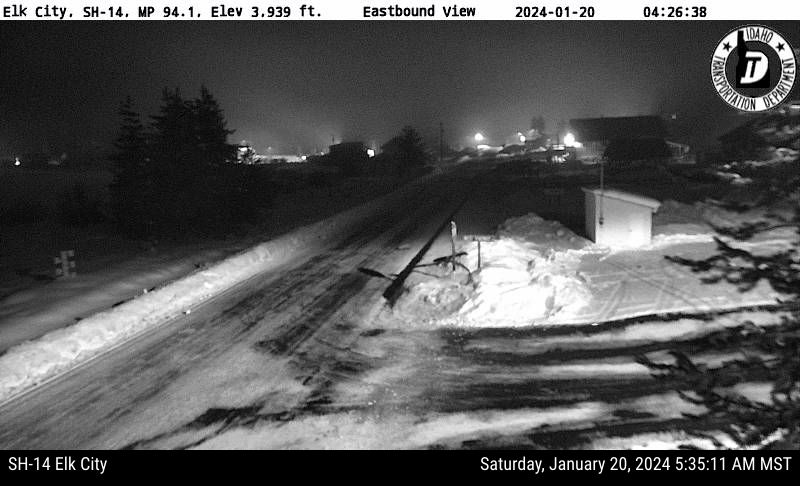 Elk City, SH-14, MP 94.1, Elev 3,939 ft. Eastbound View 2024-01-20 04:26:38
IDAHO
TRANSPORTATION DEPARTMENT
SH-14 Elk City Saturday, January 20, 2024 5:35:11 AM MST